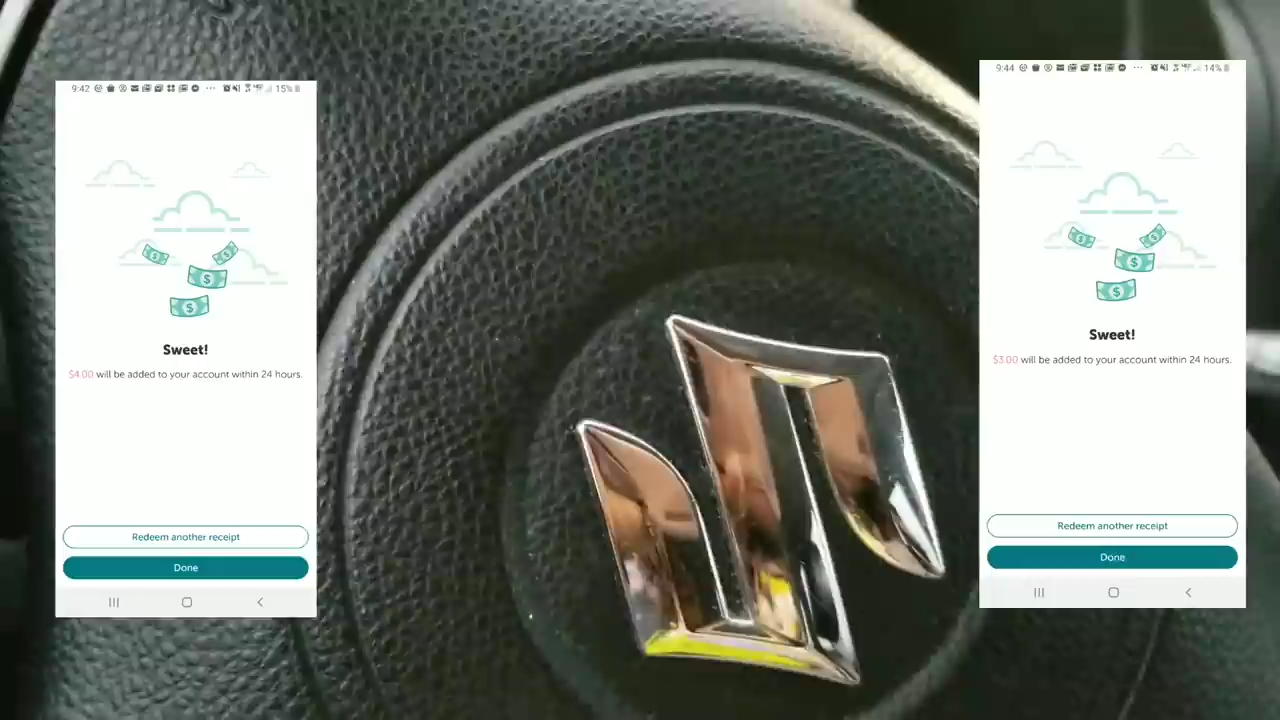 9:42
15%
$
$
$
$
Sweet!
$4.00 will be added to your account within 24 hours.
Redeem another receipt
Done
9:44
14%
$
$
$
$
Sweet!
$3.00 will be added to your account within 24 hours.
Redeem another receipt
Done